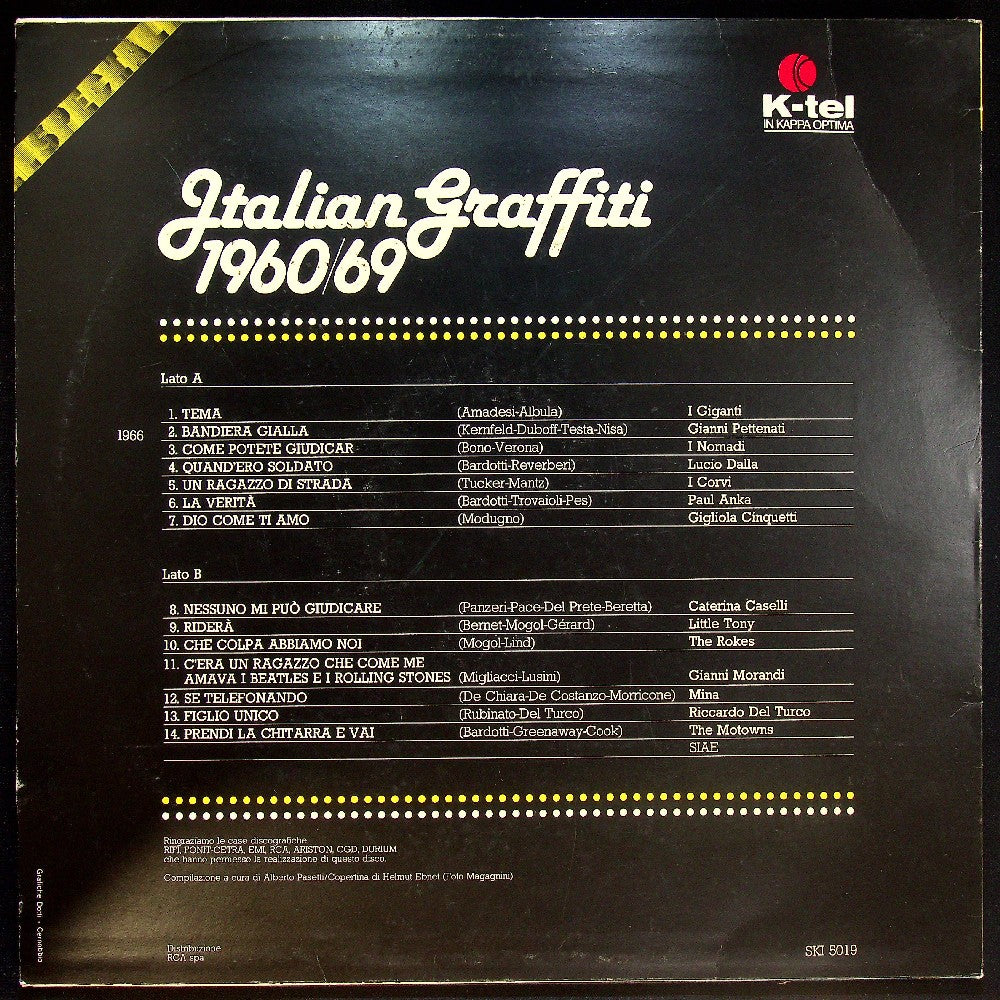 SPECIAL
K-tel
IN KAPPA OPTIMA
Italian Graffiti
1960/69
Lato A
1966
1. TEMA (Amadesi-Albula) I Giganti
2. BANDIERA GIALLA (Kernfeld-Duboff-Testa-Nisa) Gianni Pettenati
3. COME POTETE GIUDICAR (Bono-Verona) I Nomadi
4. QUAND'ERO SOLDATO (Bardotti-Reverberi) Lucio Dalla
5. UN RAGAZZO DI STRADA (Tucker-Mantz) I Corvi
6. LA VERITÀ (Bardotti-Trovaioli-Pes) Paul Anka
7. DIO COME TI AMO (Modugno) Gigliola Cinquetti
Lato B
8. NESSUNO MI PUÒ GIUDICARE (Panzeri-Pace-Del Prete-Beretta) Caterina Caselli
9. RIDERÀ (Bernet-Mogol-Gérard) Little Tony
10. CHE COLPA ABBIAMO NOI (Mogol-Lind) The Rokes
11. C'ERA UN RAGAZZO CHE COME ME
AMAVA I BEATLES E I ROLLING STONES (Migliacci-Lusini) Gianni Morandi
12. SE TELEFONANDO (De Chiara-De Costanzo-Morricone) Mina
13. FIGLIO UNICO (Rubinato-Del Turco) Riccardo Del Turco
14. PRENDI LA CHITARRA E VAI (Bardotti-Greenaway-Cook) The Motowns
SIAE
Ringraziamo le case discografiche
RIFI, FONIT-CETRA, EMI, RCA, ARISTON, CGD, DURIUM
che hanno permesso la realizzazione di questo disco.
Compilazione a cura di Alberto Pasetti/Copertina di Helmut Ebnet (Foto Magagnini)
Grafiche Dotti - Cernobbio
Distribuzione
RCA spa
SKI 5019